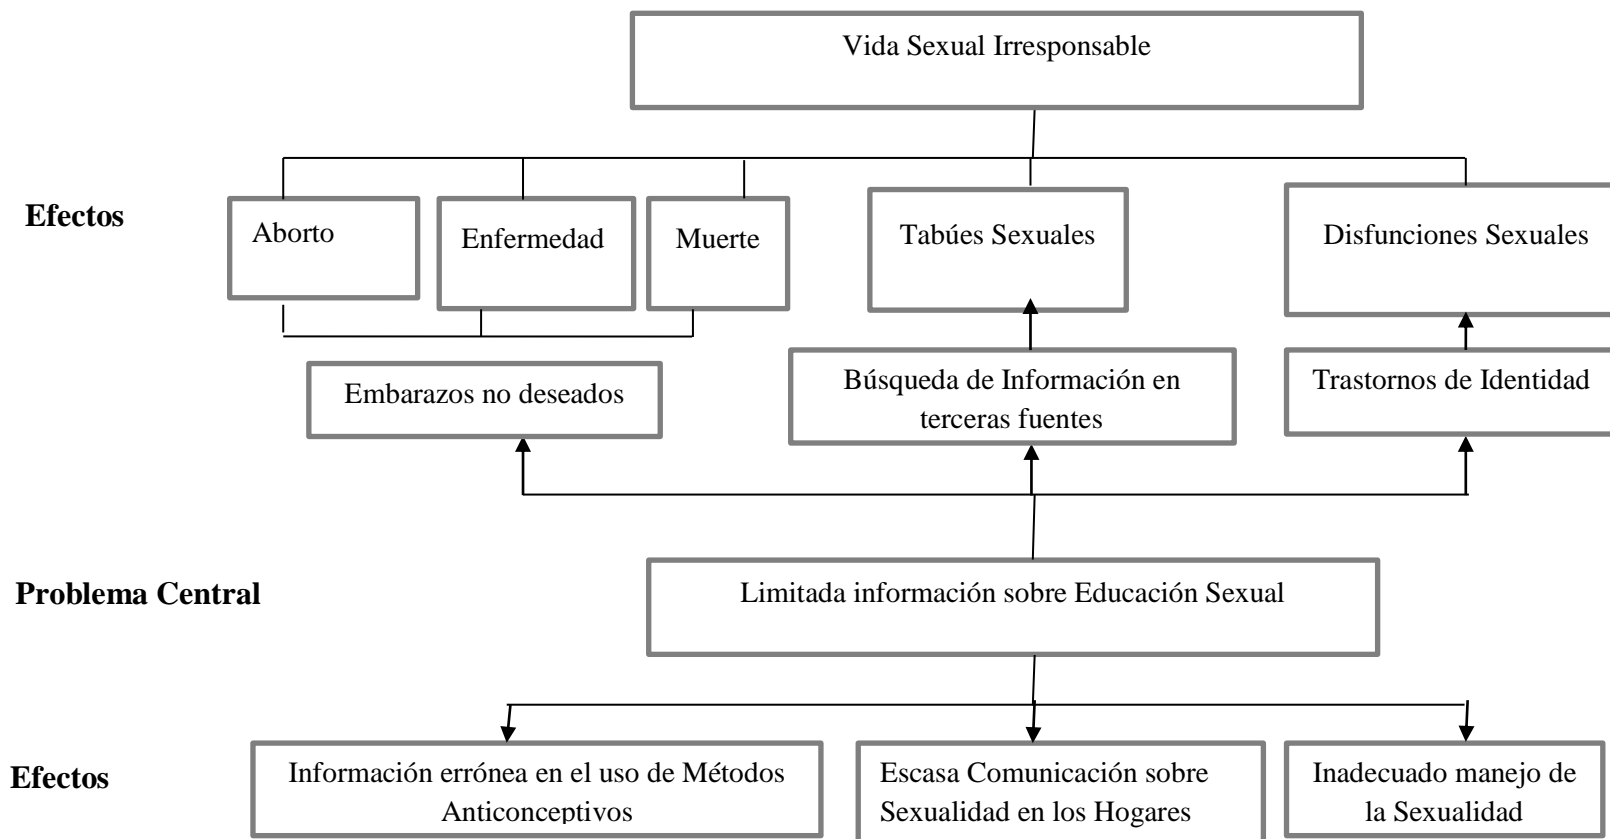 Vida Sexual Irresponsable
Efectos
Aborto
Enfermedad
Muerte
Tabúes Sexuales
Disfunciones Sexuales
Embarazos no deseados
Búsqueda de Información en
terceras fuentes
Trastornos de Identidad
Problema Central
Limitada información sobre Educación Sexual
Efectos
Información errónea en el uso de Métodos
Anticonceptivos
Escasa Comunicación sobre
Sexualidad en los Hogares
Inadecuado manejo de
la Sexualidad